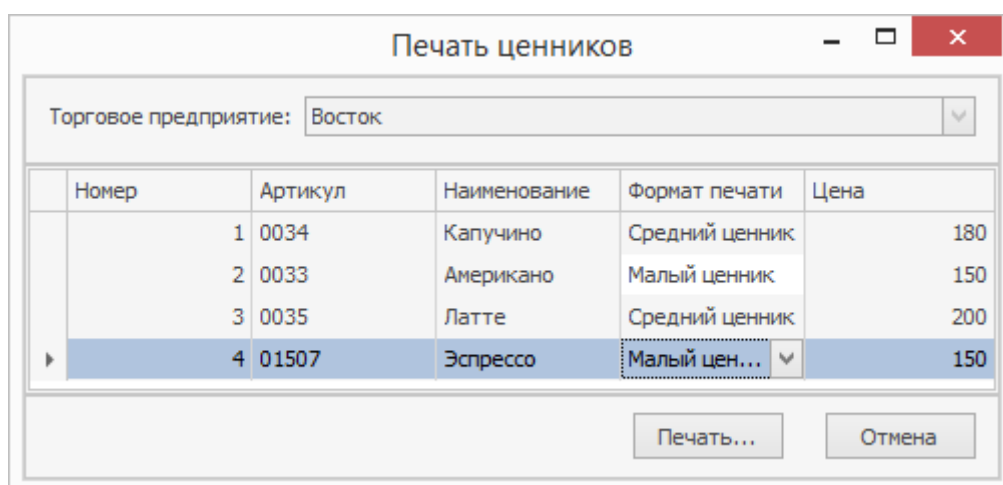 Печать ценников
Торговое предприятие: Восток
Номер Артикул Наименование Формат печати Цена
1 0034 Капучино Средний ценник 180
2 0033 Американо Малый ценник 150
3 0035 Латте Средний ценник 200
4 01507 Эспрессо Малый цен... 150
Печать... Отмена